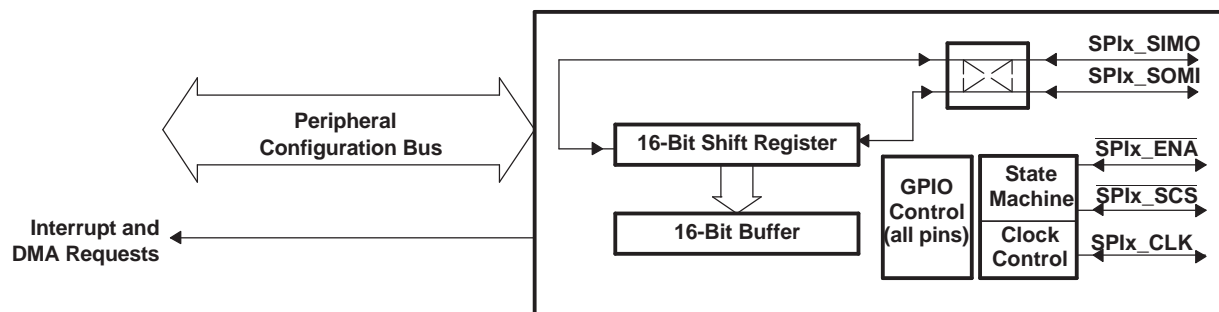 SPIx_SIMO
SPIx_SOMI
Peripheral
Configuration Bus
16-Bit Shift Register
SPIx_ENA
GPIO
Control
(all pins)
State
Machine
SPIx_SCS
Interrupt and
DMA Requests
16-Bit Buffer
Clock
Control
SPIx_CLK